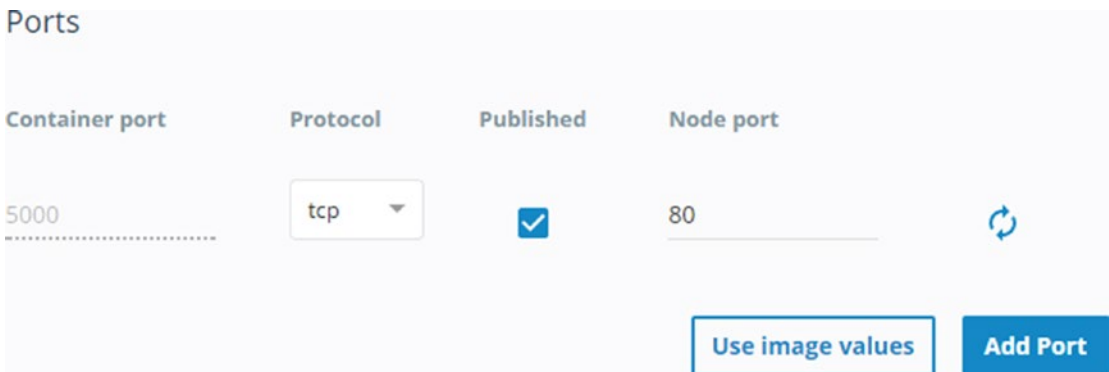 Ports
Container port Protocol Published Node port
5000 tcp 80
Use image values Add Port